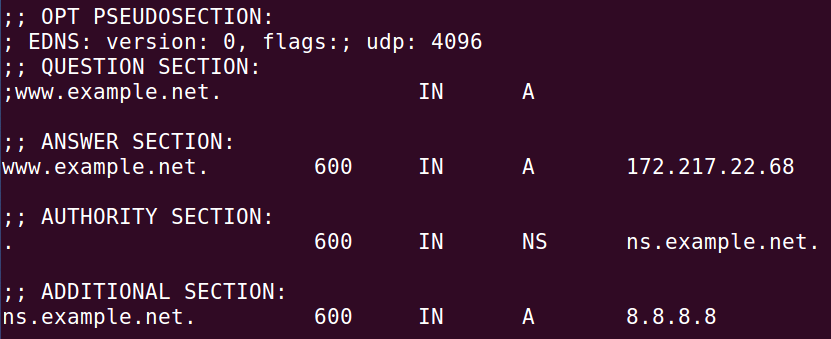 ;; OPT PSEUDOSECTION:
; EDNS: version: 0, flags:; udp: 4096
;; QUESTION SECTION:
;www.example.net. IN A
;; ANSWER SECTION:
www.example.net. 600 IN A 172.217.22.68
;; AUTHORITY SECTION:
. 600 IN NS ns.example.net.
;; ADDITIONAL SECTION:
ns.example.net. 600 IN A 8.8.8.8